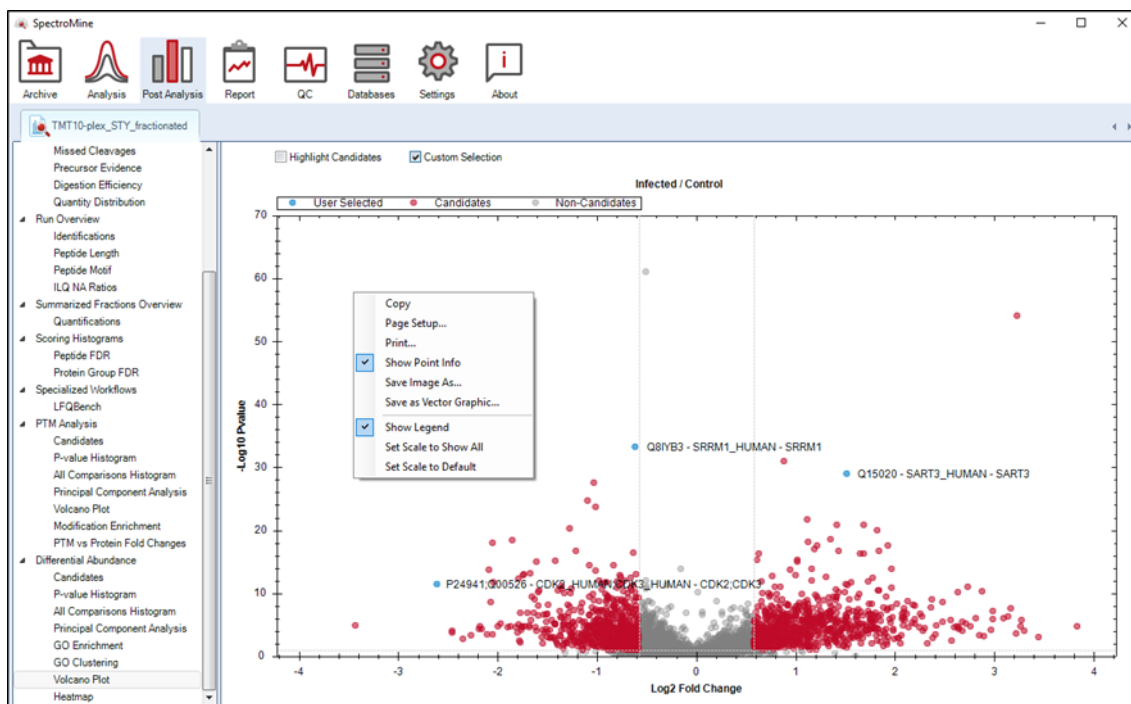 SpectroMine
Archive Analysis Post Analysis Report QC Databases Settings About
TMT10-plex_STY_fractionated
Missed Cleavages
Precursor Evidence
Digestion Efficiency
Quantity Distribution
Run Overview
Identifications
Peptide Length
Peptide Motif
ILQ NA Ratios
Summarized Fractions Overview
Quantifications
Scoring Histograms
Peptide FDR
Protein Group FDR
Specialized Workflows
LFQBench
PTM Analysis
Candidates
P-value Histogram
All Comparisons Histogram
Principal Component Analysis
Volcano Plot
Modification Enrichment
PTM vs Protein Fold Changes
Differential Abundance
Candidates
P-value Histogram
All Comparisons Histogram
Principal Component Analysis
GO Enrichment
GO Clustering
Volcano Plot
Heatmap
Highlight Candidates Custom Selection
Infected / Control
User Selected Candidates Non-Candidates
70
60
50
40
30
20
10
0
-Log10 Pvalue
Copy
Page Setup...
Print...
Show Point Info
Save Image As...
Save as Vector Graphic...
Show Legend
Set Scale to Show All
Set Scale to Default
Q8IYB3 - SRRM1_HUMAN - SRRM1
Q15020 - SART3_HUMAN - SART3
P24941;Q00526 - CDK2_HUMAN;CDK3_HUMAN - CDK2;CDK3
-4 -3 -2 -1 0 1 2 3 4
Log2 Fold Change